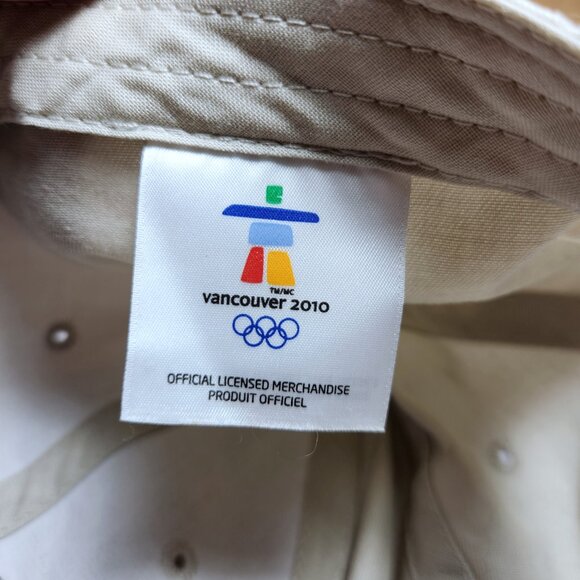 TM/MC
vancouver 2010
OFFICIAL LICENSED MERCHANDISE
PRODUIT OFFICIEL